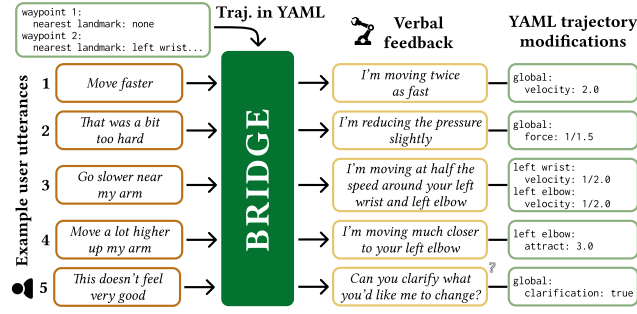 waypoint 1:
nearest landmark: none
waypoint 2:
nearest landmark: left wrist...
Traj. in YAML
Verbal
feedback
YAML trajectory
modifications
Example user utterances
BRIDGE
1
Move faster
I'm moving twice
as fast
global:
velocity: 2.0
2
That was a bit
too hard
I'm reducing the pressure
slightly
global:
force: 1/1.5
3
Go slower near
my arm
I'm moving at half the
speed around your left
wrist and left elbow
left wrist:
velocity: 1/2.0
left elbow:
velocity: 1/2.0
4
Move a lot higher
up my arm
I'm moving much closer
to your left elbow
left elbow:
attract: 3.0
5
This doesn't feel
very good
Can you clarify what
you'd like me to change?
?
global:
clarification: true